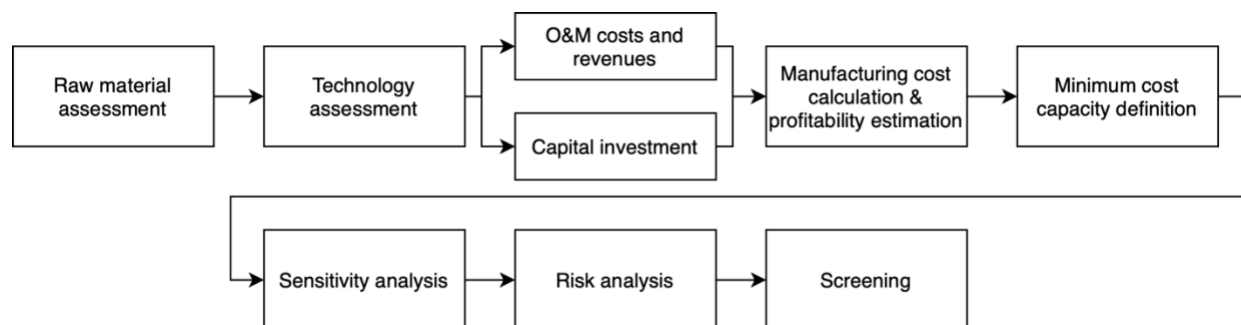 Raw material
assessment
Technology
assessment
O&M costs and
revenues
Capital investment
Manufacturing cost
calculation &
profitability estimation
Minimum cost
capacity definition
Sensitivity analysis
Risk analysis
Screening